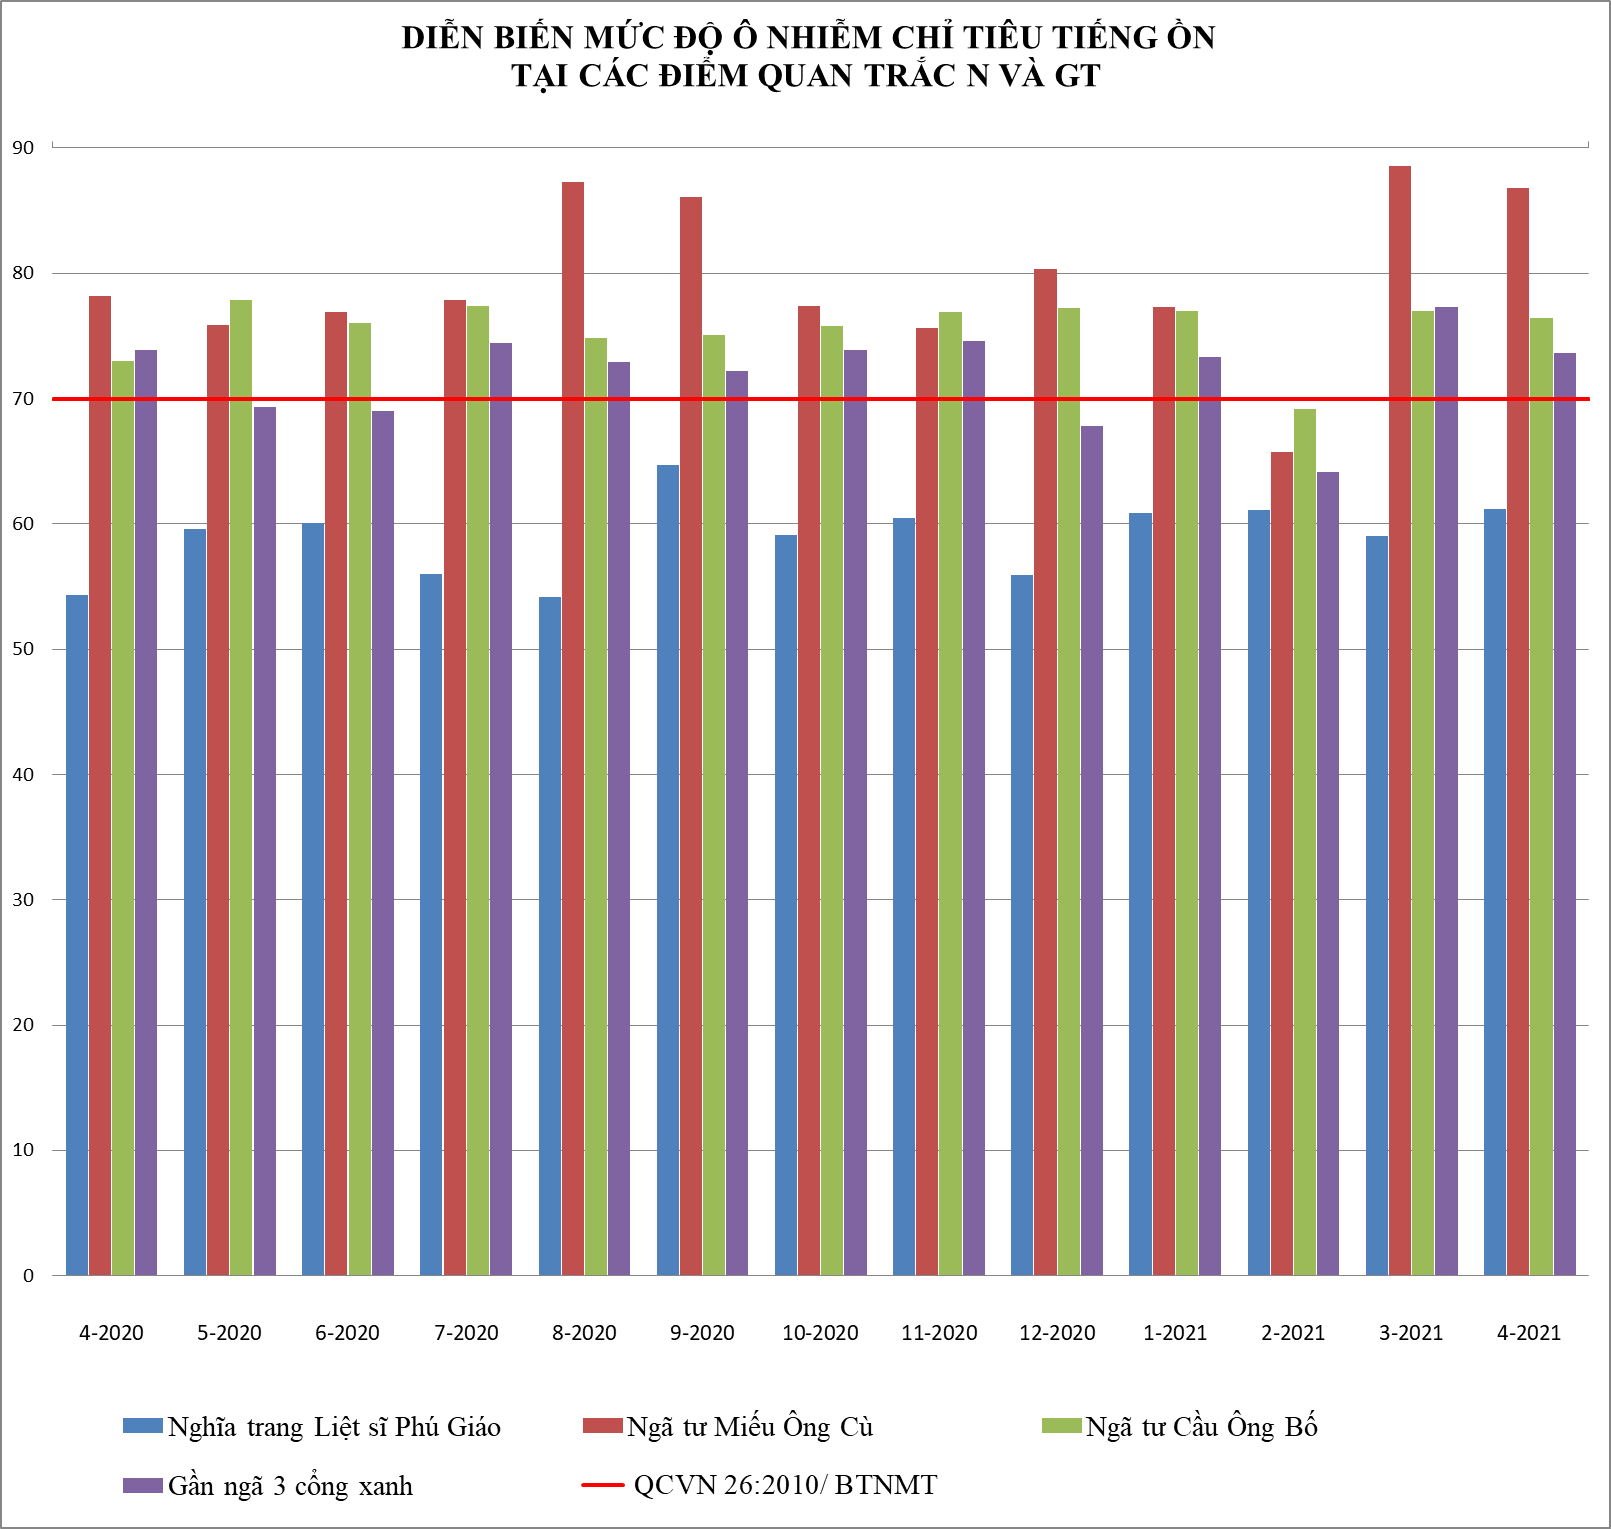 DIỄN BIẾN MỨC ĐỘ Ô NHIỄM CHỈ TIÊU TIẾNG ỒN
TẠI CÁC ĐIỂM QUAN TRẮC N VÀ GT
90
80
70
60
50
40
30
20
10
0
4-2020 5-2020 6-2020 7-2020 8-2020 9-2020 10-2020 11-2020 12-2020 1-2021 2-2021 3-2021 4-2021
Nghĩa trang Liệt sĩ Phú Giáo Ngã tư Miếu Ông Cù Ngã tư Cầu Ông Bố
Gần ngã 3 cổng xanh QCVN 26:2010/ BTNMT